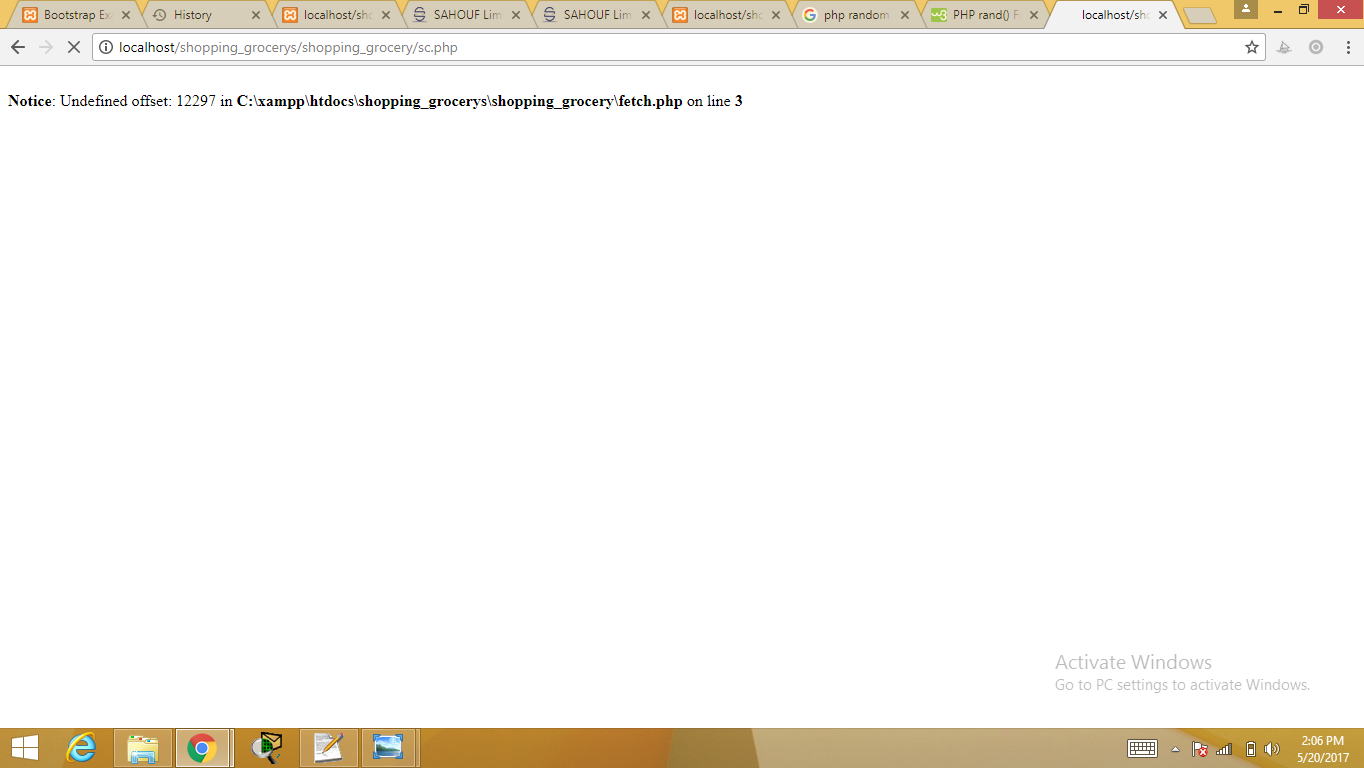 Bootstrap Ex
History
localhost/sho
SAHOUF Lim
SAHOUF Lim
localhost/sho
php random
PHP rand() F
localhost/sho
localhost/shopping_grocerys/shopping_grocery/sc.php
Notice: Undefined offset: 12297 in C:\xampp\htdocs\shopping_grocerys\shopping_grocery\fetch.php on line 3
Activate Windows
Go to PC settings to activate Windows.
2:06 PM
5/20/2017